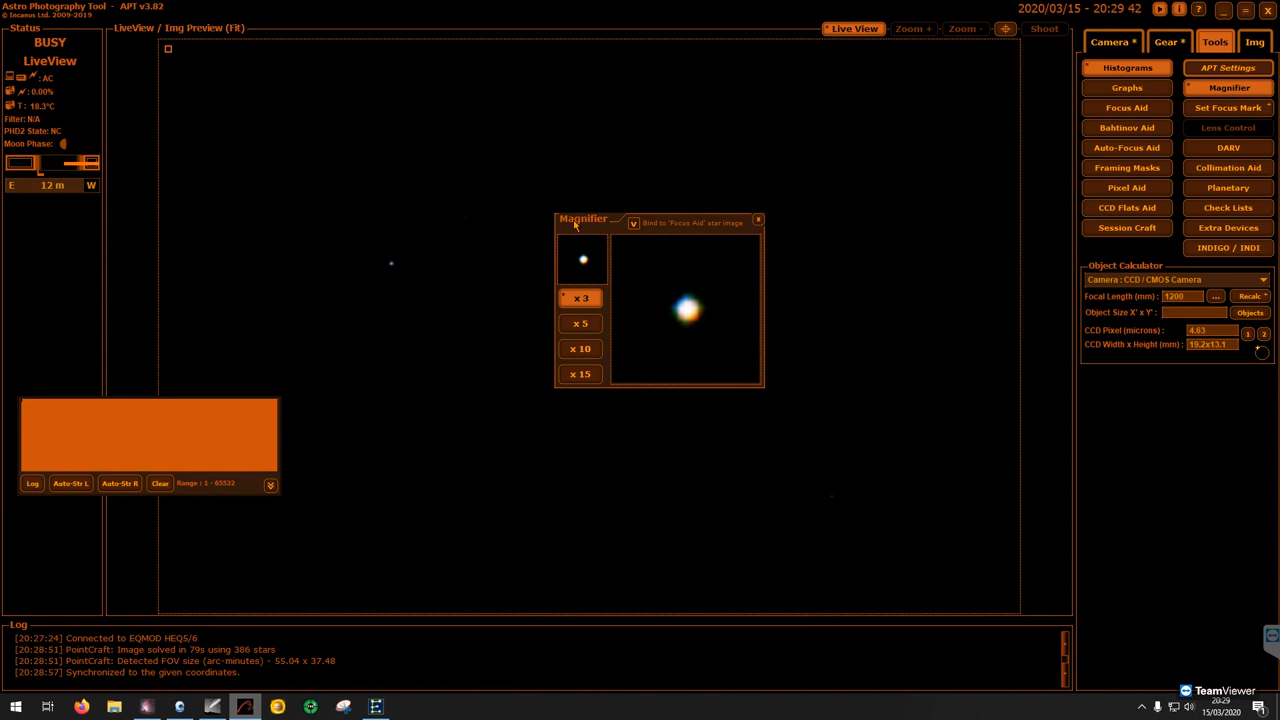 Astro Photography Tool - APT v3.82
© Incanus Ltd. 2009-2019
2020/03/15 - 20:29 42
Status
BUSY
LiveView
: AC
: 0.00%
T : 18.3°C
Filter: N/A
PHD2 State: NC
Moon Phase:
E 12 m W
LiveView / Img Preview (Fit)
Live View
Zoom +
Zoom -
Shoot
Camera *
Gear *
Tools
Img
Histograms
APT Settings
Graphs
Magnifier
Focus Aid
Set Focus Mark
Bahtinov Aid
Lens Control
Auto-Focus Aid
DARV
Framing Masks
Collimation Aid
Pixel Aid
Planetary
CCD Flats Aid
Check Lists
Session Craft
Extra Devices
INDIGO / INDI
Object Calculator
Camera : CCD / CMOS Camera
Focal Length (mm) : 1200 ... Recalc
Object Size X' x Y' : Objects
CCD Pixel (microns) : 4.63 1 2
CCD Width x Height (mm) : 19.2x13.1
Magnifier
v Bind to 'Focus Aid' star image x
x 3
x 5
x 10
x 15
Log Auto-Str L Auto-Str R Clear Range : 1 - 65532
Log
[20:27:24] Connected to EQMOD HEQ5/6
[20:28:51] PointCraft: Image solved in 79s using 386 stars
[20:28:51] PointCraft: Detected FOV size (arc-minutes) - 55.04 x 37.48
[20:28:57] Synchronized to the given coordinates.
TeamViewer
20:29
15/03/2020